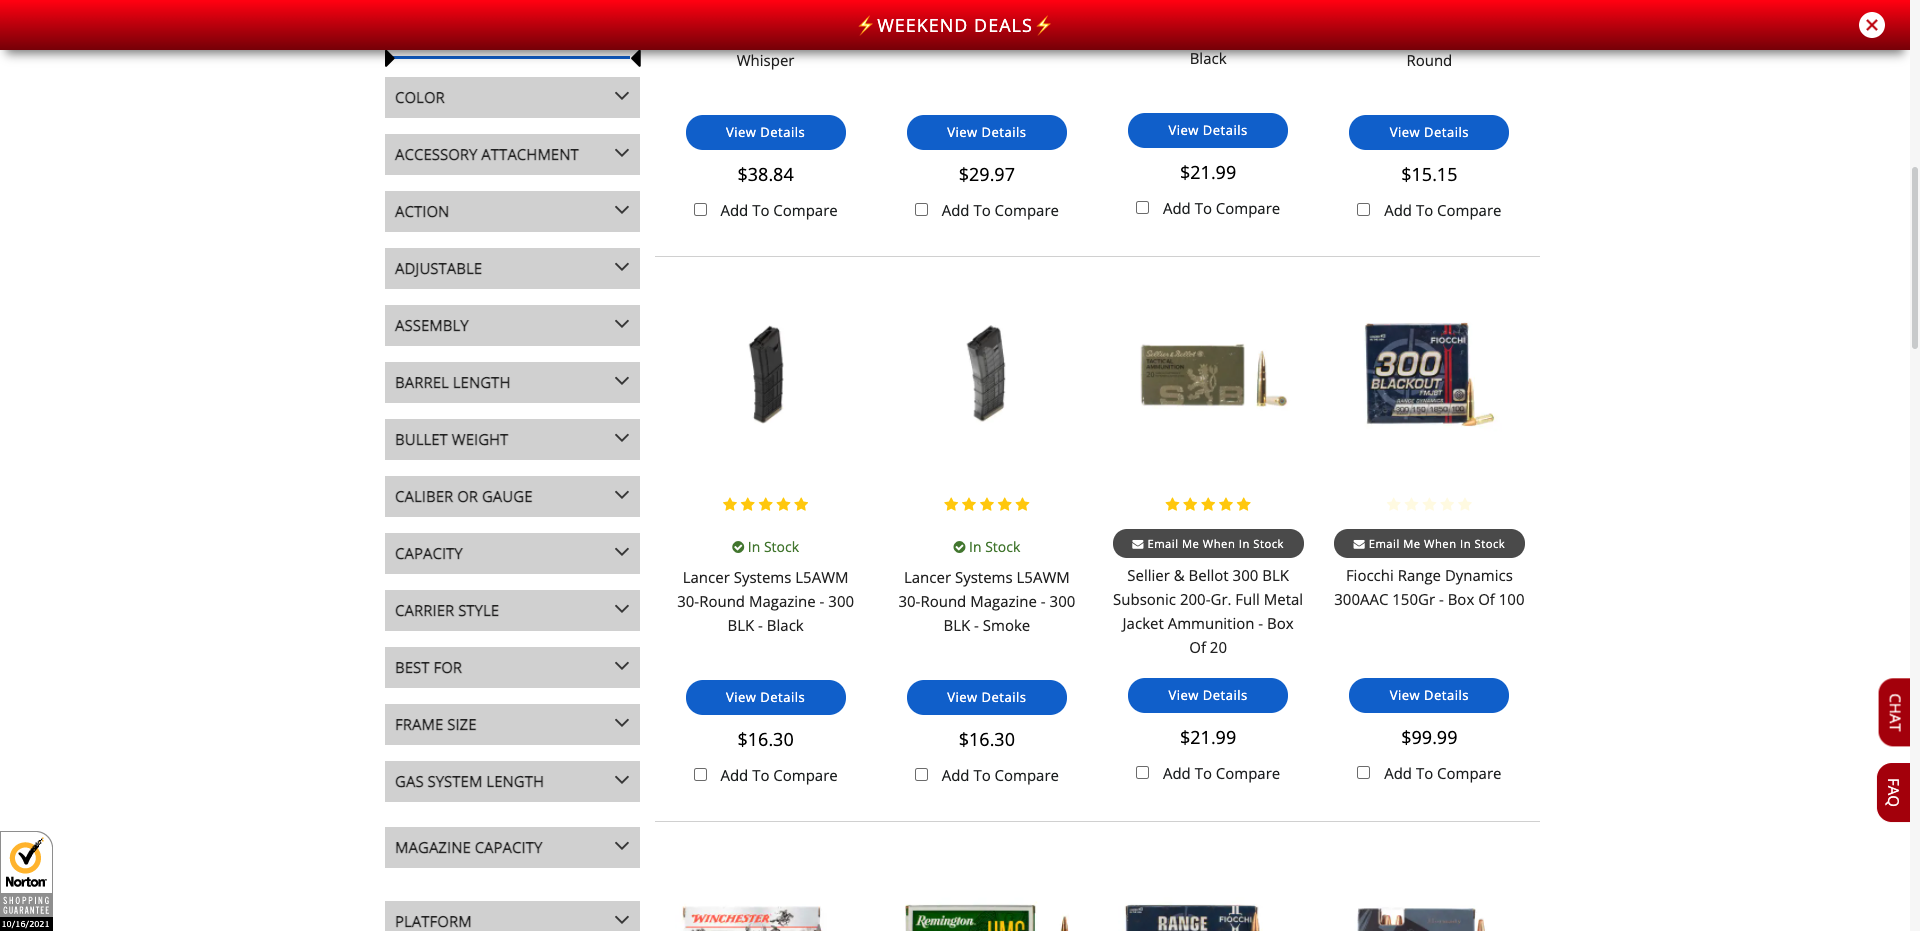 ⚡WEEKEND DEALS⚡
COLOR
ACCESSORY ATTACHMENT
ACTION
ADJUSTABLE
ASSEMBLY
BARREL LENGTH
BULLET WEIGHT
CALIBER OR GAUGE
CAPACITY
CARRIER STYLE
BEST FOR
FRAME SIZE
GAS SYSTEM LENGTH
MAGAZINE CAPACITY
PLATFORM
Whisper
View Details
$38.84
Add To Compare
View Details
$29.97
Add To Compare
Black
View Details
$21.99
Add To Compare
Round
View Details
$15.15
Add To Compare
In Stock
Lancer Systems L5AWM
30-Round Magazine - 300
BLK - Black
View Details
$16.30
Add To Compare
In Stock
Lancer Systems L5AWM
30-Round Magazine - 300
BLK - Smoke
View Details
$16.30
Add To Compare
Sellier & Bellot
TACTICAL
AMMUNITION
S B
Email Me When In Stock
Sellier & Bellot 300 BLK
Subsonic 200-Gr. Full Metal
Jacket Ammunition - Box
Of 20
View Details
$21.99
Add To Compare
FIOCCHI
300
BLACKOUT
FMJBT
RANGE DYNAMICS
Email Me When In Stock
Fiocchi Range Dynamics
300AAC 150Gr - Box Of 100
View Details
$99.99
Add To Compare
WINCHESTER
Remington
UMC
RANGE
FIOCCHI
CHAT
FAQ
Norton
SHOPPING
GUARANTEE
10/16/2021